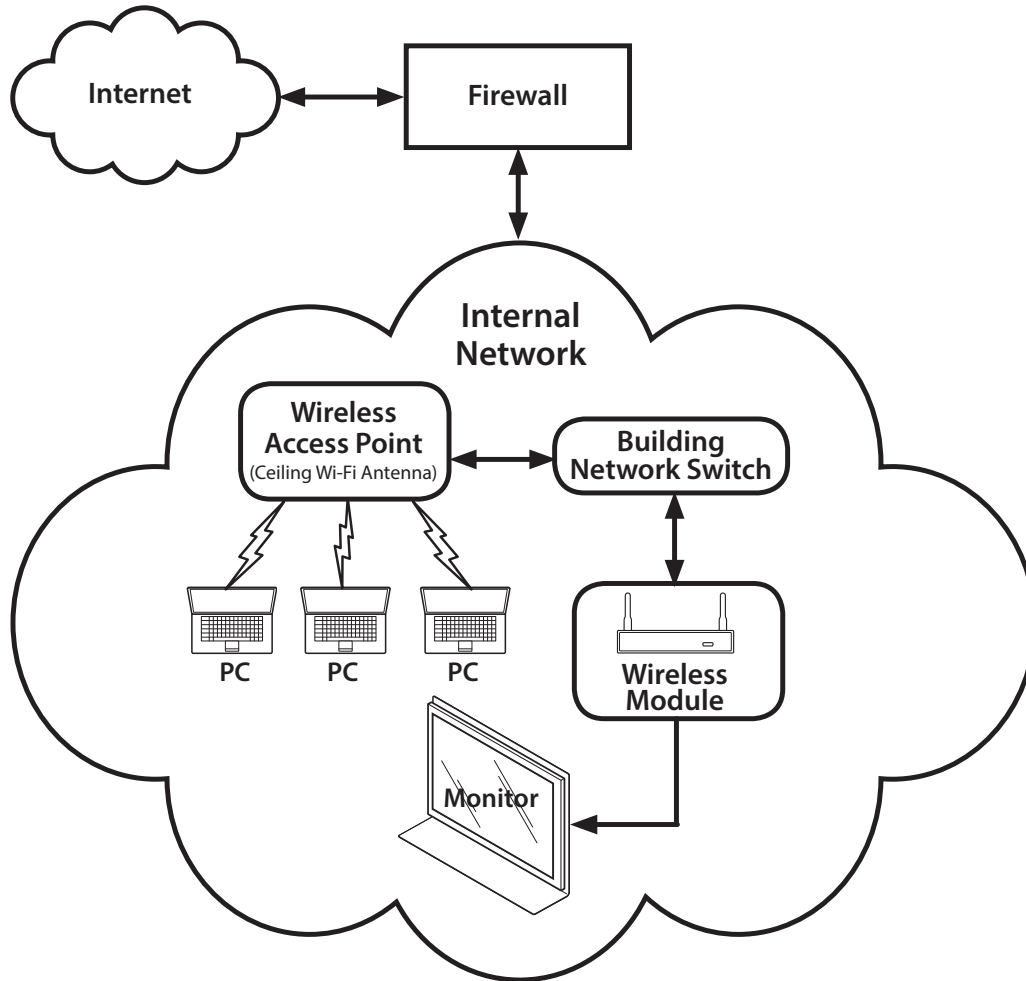 Internet
Firewall
Internal
Network
Wireless
Access Point
(Ceiling Wi-Fi Antenna)
Building
Network Switch
PC
PC
PC
Wireless
Module
Monitor